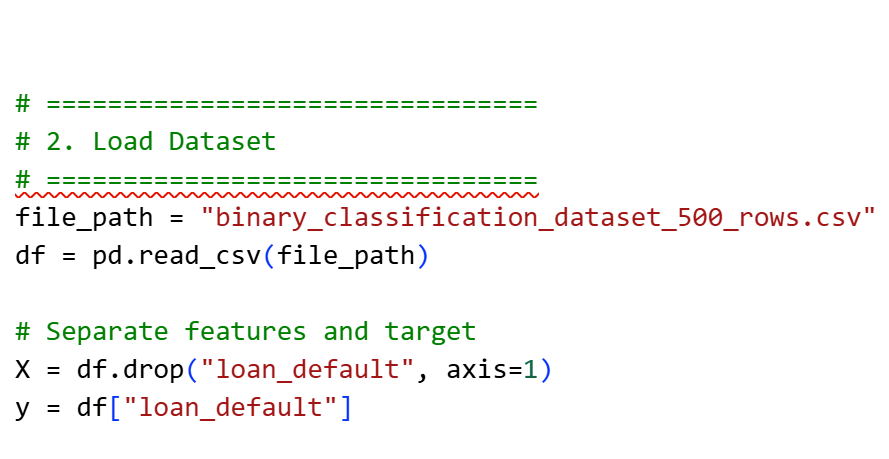 # ================================
# 2. Load Dataset
# ================================
file_path = "binary_classification_dataset_500_rows.csv"
df = pd.read_csv(file_path)
# Separate features and target
X = df.drop("loan_default", axis=1)
y = df["loan_default"]